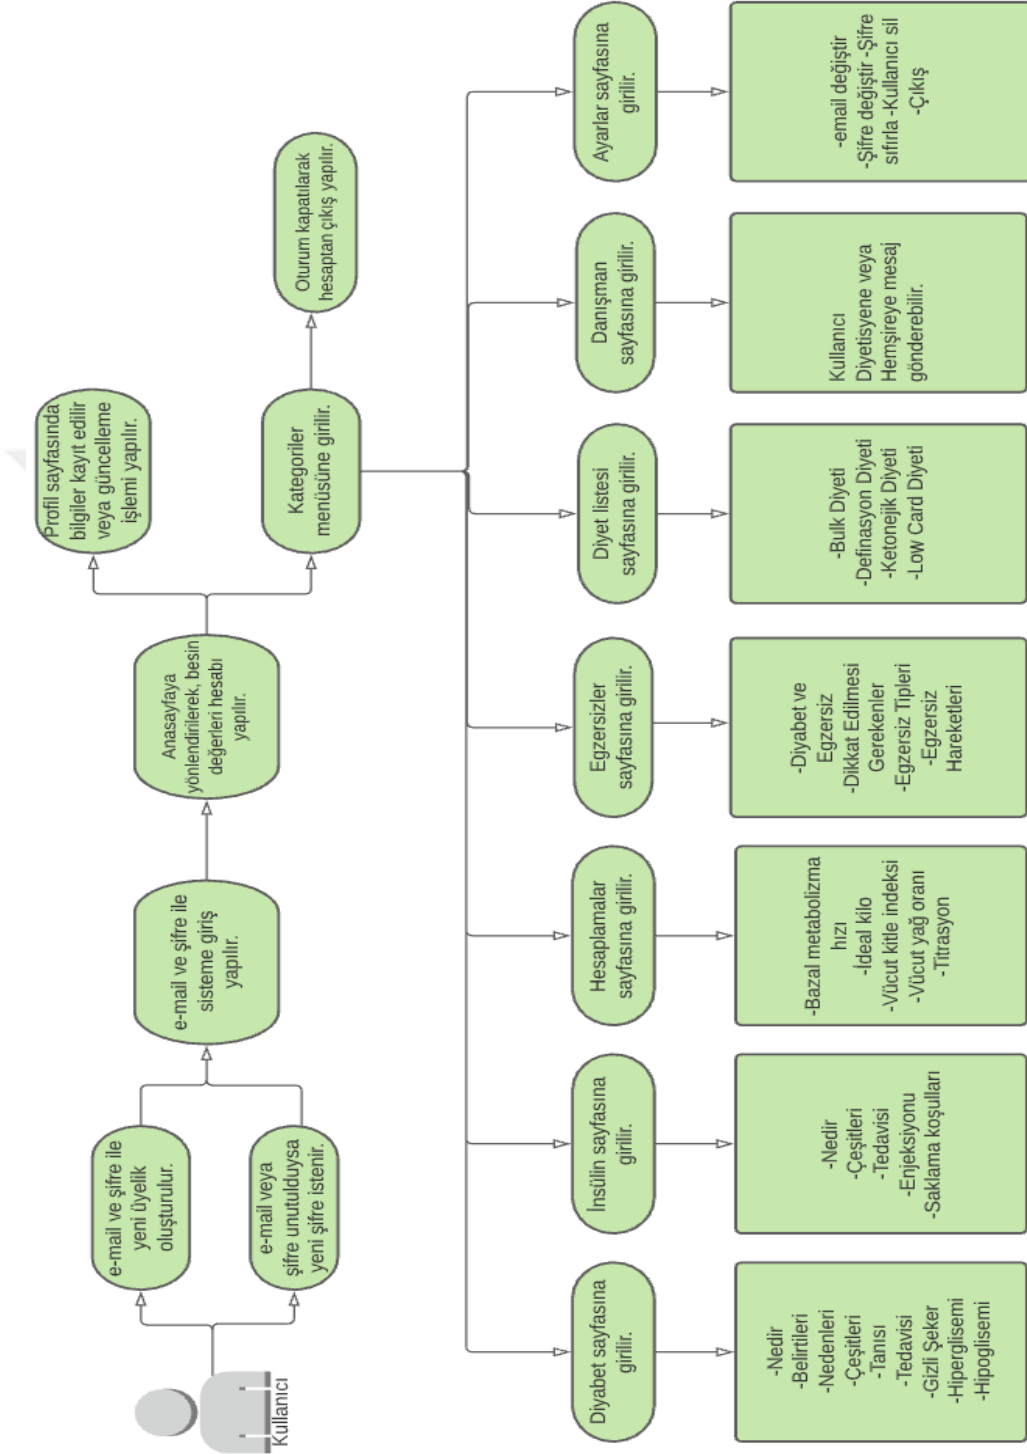 Kullanıcı
e-mail ve şifre ile
yeni üyelik
oluşturulur.
e-mail veya
şifre unutulduysa
yeni şifre istenir.
e-mail ve şifre ile
sisteme giriş
yapılır.
Anasayfaya
yönlendirilerek, besin
değerleri hesabı
yapılır.
Profil sayfasında
bilgiler kayıt edilir
veya güncelleme
işlemi yapılır.
Kategoriler
menüsüne girilir.
Oturum kapatılarak
hesaptan çıkış yapılır.
Diyabet sayfasına
girilir.
İnsülin sayfasına
girilir.
Hesaplamalar
sayfasına girilir.
Egzersizler
sayfasına girilir.
Diyet listesi
sayfasına girilir.
Danışman
sayfasına girilir.
Ayarlar sayfasına
girilir.
-Nedir
-Belirtileri
-Nedenleri
-Çeşitleri
-Tanısı
-Tedavisi
-Gizli Şeker
-Hiperglisemi
-Hipoglisemi
-Nedir
-Çeşitleri
-Tedavisi
-Enjeksiyonu
-Saklama koşulları
-Bazal metabolizma
hızı
-İdeal kilo
-Vücut kitle indeksi
-Vücut yağ oranı
-Titrasyon
-Diyabet ve
Egzersiz
-Dikkat Edilmesi
Gerekenler
-Egzersiz Tipleri
-Egzersiz
Hareketleri
-Bulk Diyeti
-Definasyon Diyeti
-Ketonejik Diyeti
-Low Card Diyeti
Kullanıcı
Diyetisyene veya
Hemşireye mesaj
gönderebilir.
-email değiştir
-Şifre değiştir -Şifre
sıfırla -Kullanıcı sil
-Çıkış